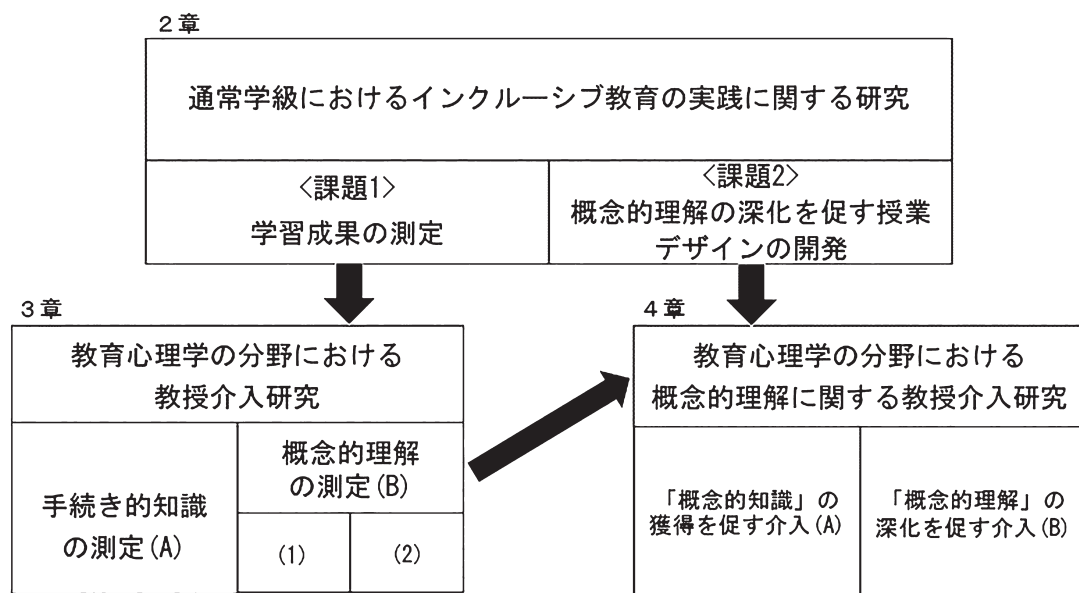 2章
通常学級におけるインクルーシブ教育の実践に関する研究
<課題1>
学習成果の測定
<課題2>
概念的理解の深化を促す授業
デザインの開発
3章
教育心理学の分野における
教授介入研究
手続き的知識
の測定(A)
概念的理解
の測定(B)
(1)
(2)
4章
教育心理学の分野における
概念的理解に関する教授介入研究
「概念的知識」の
獲得を促す介入(A)
「概念的理解」の
深化を促す介入(B)